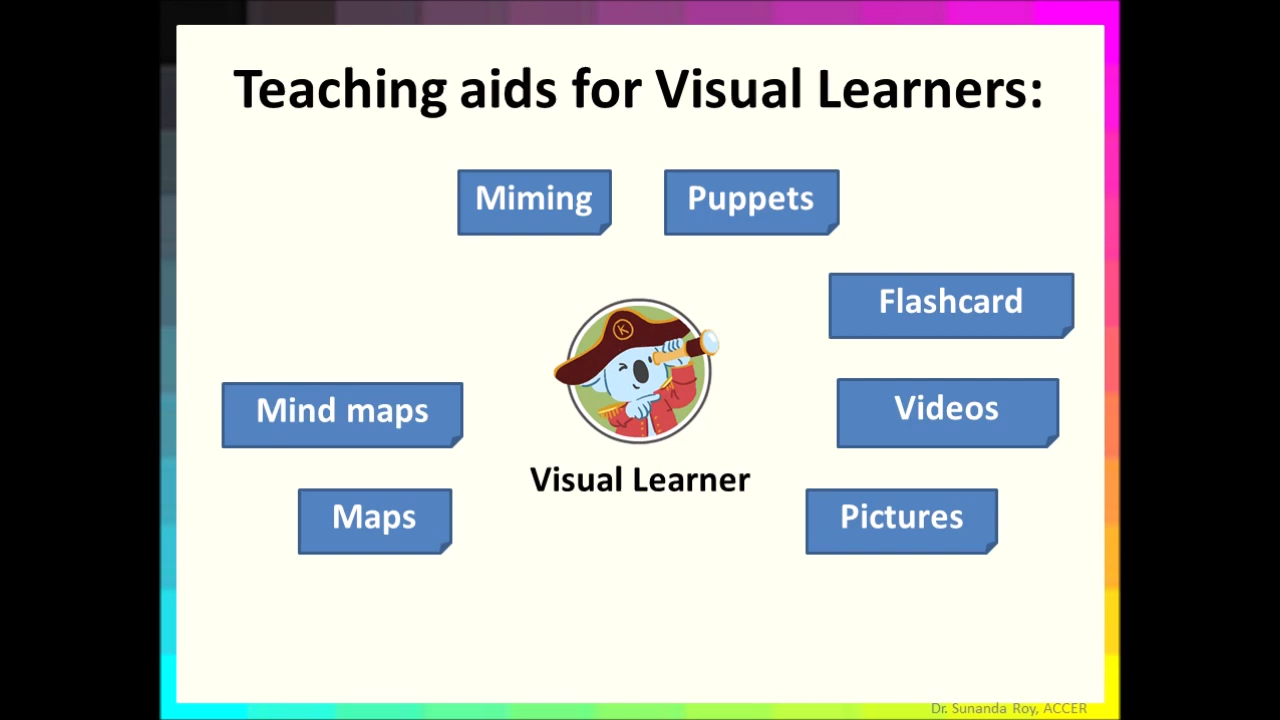 Teaching aids for Visual Learners:
Miming
Puppets
Flashcard
K
Mind maps
Videos
Visual Learner
Maps
Pictures
Dr. Sunanda Roy, ACCER